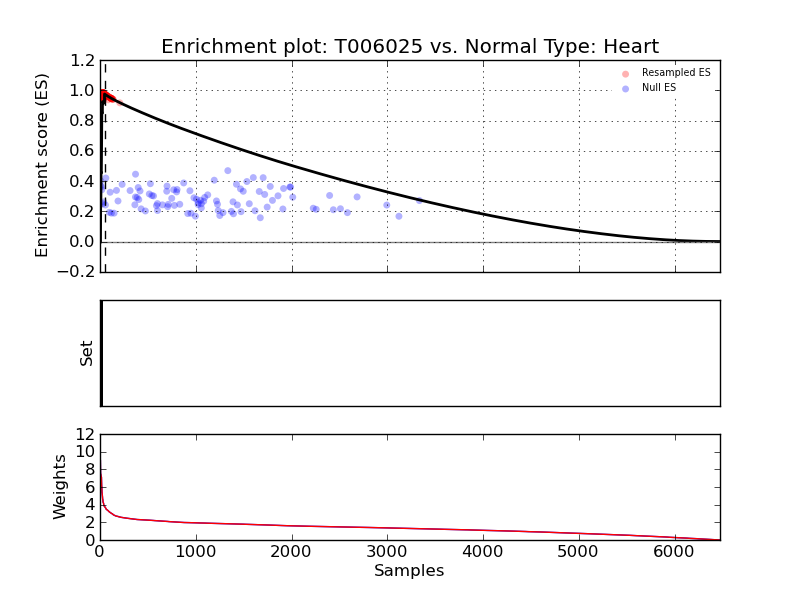 Enrichment plot: T006025 vs. Normal Type: Heart
Enrichment score (ES)
1.2
1.0
0.8
0.6
0.4
0.2
0.0
−0.2
Resampled ES
Null ES
Set
Weights
12
10
8
6
4
2
0
0 1000 2000 3000 4000 5000 6000
Samples